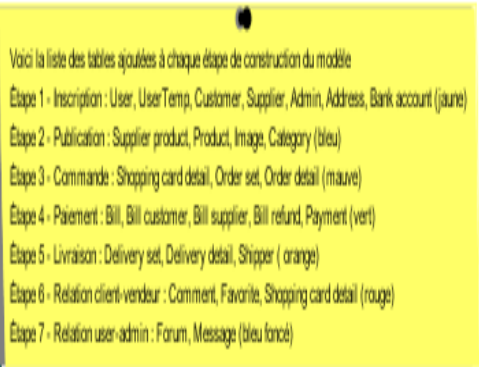 Voici la liste des tables ajoutées à chaque étape de construction du modèle
Étape 1 - Inscription : User, UserTemp, Customer, Supplier, Admin, Address, Bank account (jaune)
Étape 2 - Publication : Supplier product, Product, Image, Category (bleu)
Étape 3 - Commande : Shopping card detail, Order set, Order detail (mauve)
Étape 4 - Paiement : Bill, Bill customer, Bill supplier, Bill refund, Payment (vert)
Étape 5 - Livraison : Delivery set, Delivery detail, Shipper ( orange)
Étape 6 - Relation client-vendeur : Comment, Favorite, Shopping card detail (rouge)
Étape 7 - Relation user-admin : Forum, Message (bleu foncé)